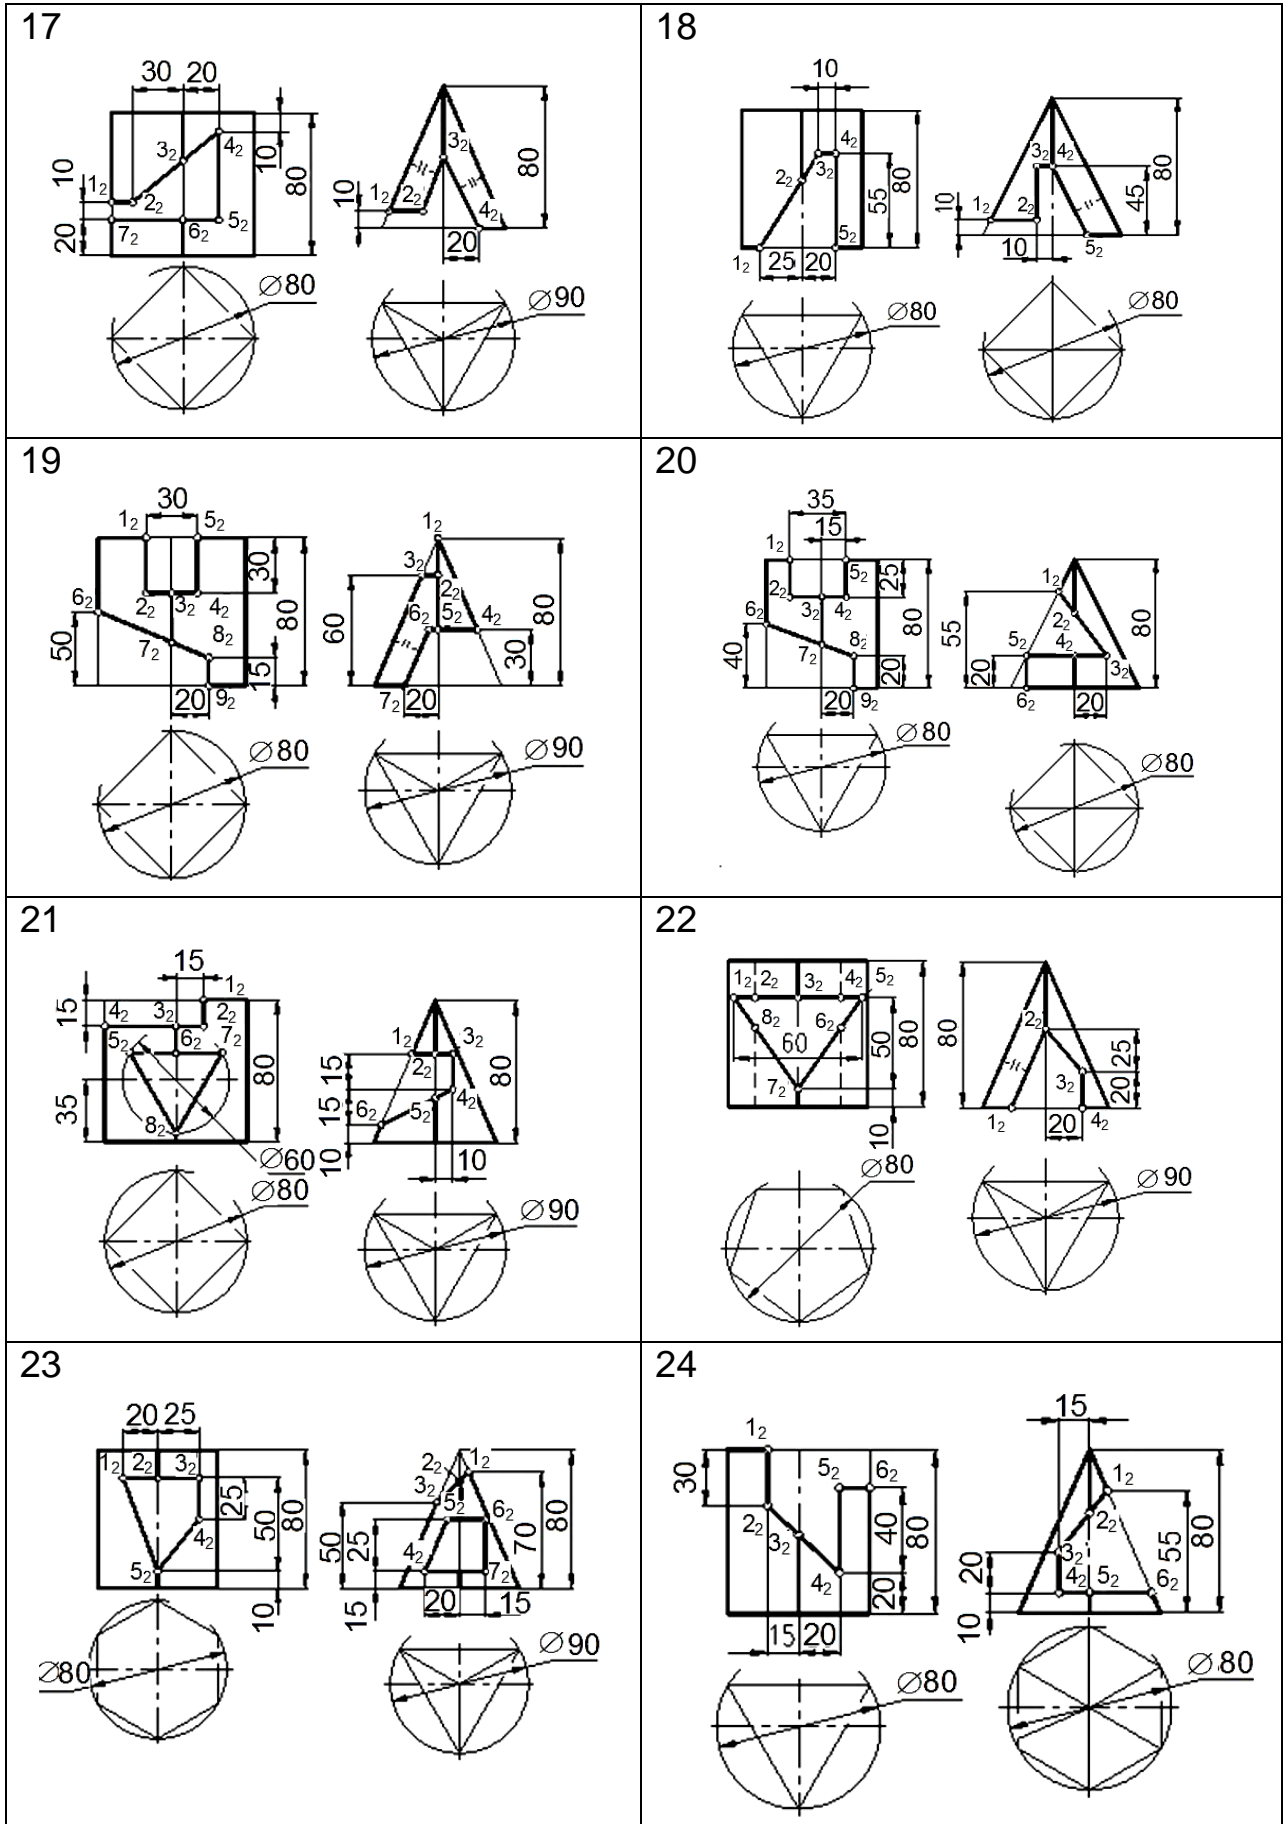 17
30 20
1₂ 2₂ 3₂ 4₂ 5₂ 6₂ 7₂
10 20 10 80
∅80
1₂ 2₂ 3₂ 4₂
10 20 80
∅90
18
10
1₂ 2₂ 3₂ 4₂ 5₂
25 20 55 80
∅80
1₂ 2₂ 3₂ 4₂ 5₂
10 10 45 80
∅80
19
30
1₂ 5₂
6₂ 2₂ 3₂ 4₂
7₂ 8₂ 9₂
50 20 15 30 80
∅80
1₂ 3₂ 2₂ 6₂ 5₂ 4₂ 7₂
60 20 30 80
∅90
20
35
15
1₂ 5₂
2₂ 3₂ 4₂
6₂ 7₂ 8₂ 9₂
40 20 20 25 80
∅80
1₂ 2₂ 5₂ 4₂ 3₂ 6₂
55 20 20 80
∅80
21
15
1₂
4₂ 3₂ 2₂
5₂ 6₂ 7₂
8₂
15 35 80
∅60
∅80
1₂ 3₂ 2₂ 4₂ 5₂ 6₂
15 15 10 10 80
∅90
22
1₂ 2₂ 3₂ 4₂ 5₂
8₂ 6₂
60
7₂
50 80 10
∅80
2₂ 3₂ 1₂ 4₂
80 25 20 20
∅90
23
20 25
1₂ 2₂ 3₂
4₂
5₂
25 50 80 10
∅80
2₂ 1₂ 3₂ 5₂ 6₂ 4₂ 7₂
50 25 15 20 15 70 80
∅90
24
1₂
5₂ 6₂
2₂ 3₂
4₂
30 15 20 40 20 80
∅80
15
1₂ 2₂ 3₂ 4₂ 5₂ 6₂
20 10 55 80
∅80